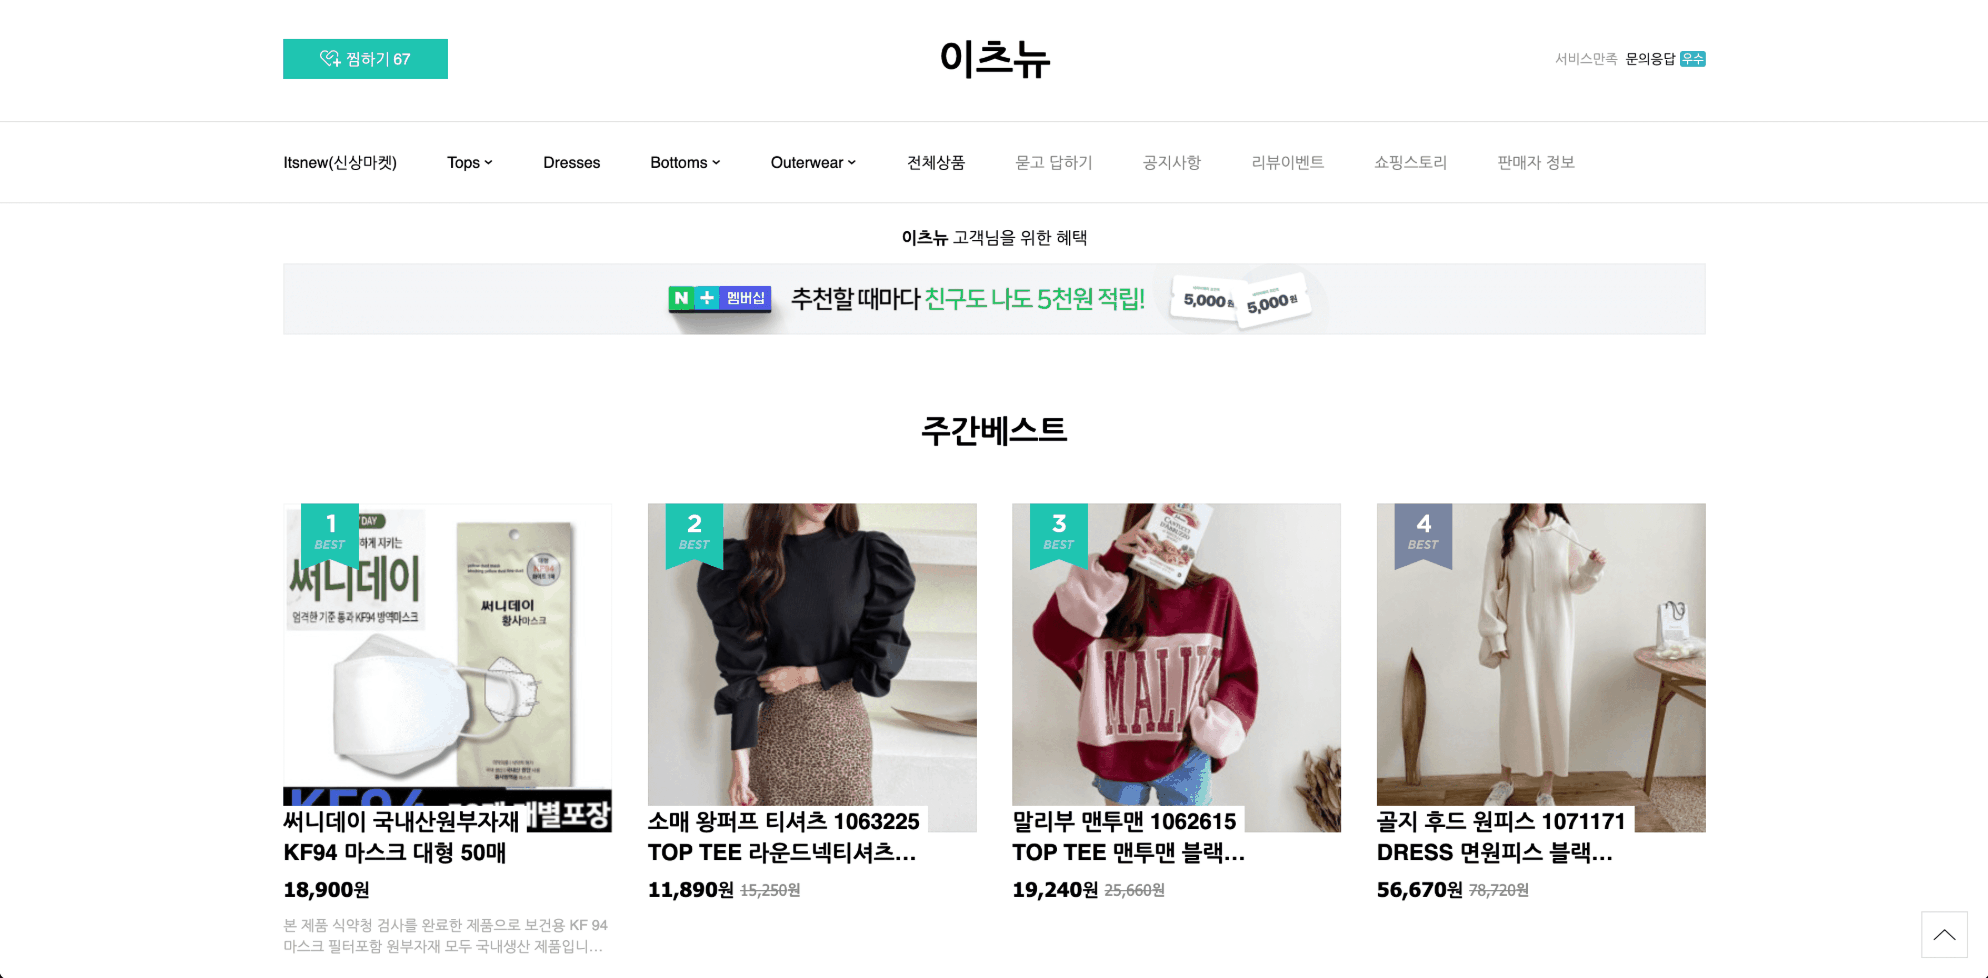 찜하기 67
이츠뉴
서비스만족 문의응답 우수
Itsnew(신상마켓) Tops Dresses Bottoms Outerwear 전체상품 묻고 답하기 공지사항 리뷰이벤트 쇼핑스토리 판매자 정보
이츠뉴 고객님을 위한 혜택
N + 멤버십 추천할 때마다 친구도 나도 5천원 적립! 5,000원 5,000원
주간베스트
1
BEST
DAY
하게 지키는
써니데이
엄격한 기준 통과 KF94 방역마스크
KF94
써니데이
황사마스크
KF94 50매 개별포장
써니데이 국내산원부자재
KF94 마스크 대형 50매
18,900원
본 제품 식약청 검사를 완료한 제품으로 보건용 KF 94
마스크 필터포함 원부자재 모두 국내생산 제품입니...
2
BEST
소매 왕퍼프 티셔츠 1063225
TOP TEE 라운드넥티셔츠...
11,890원 15,250원
3
BEST
CANTUCCI
D'ABRUZZO
말리부 맨투맨 1062615
TOP TEE 맨투맨 블랙...
19,240원 25,660원
4
BEST
골지 후드 원피스 1071171
DRESS 면원피스 블랙...
56,670원 78,720원